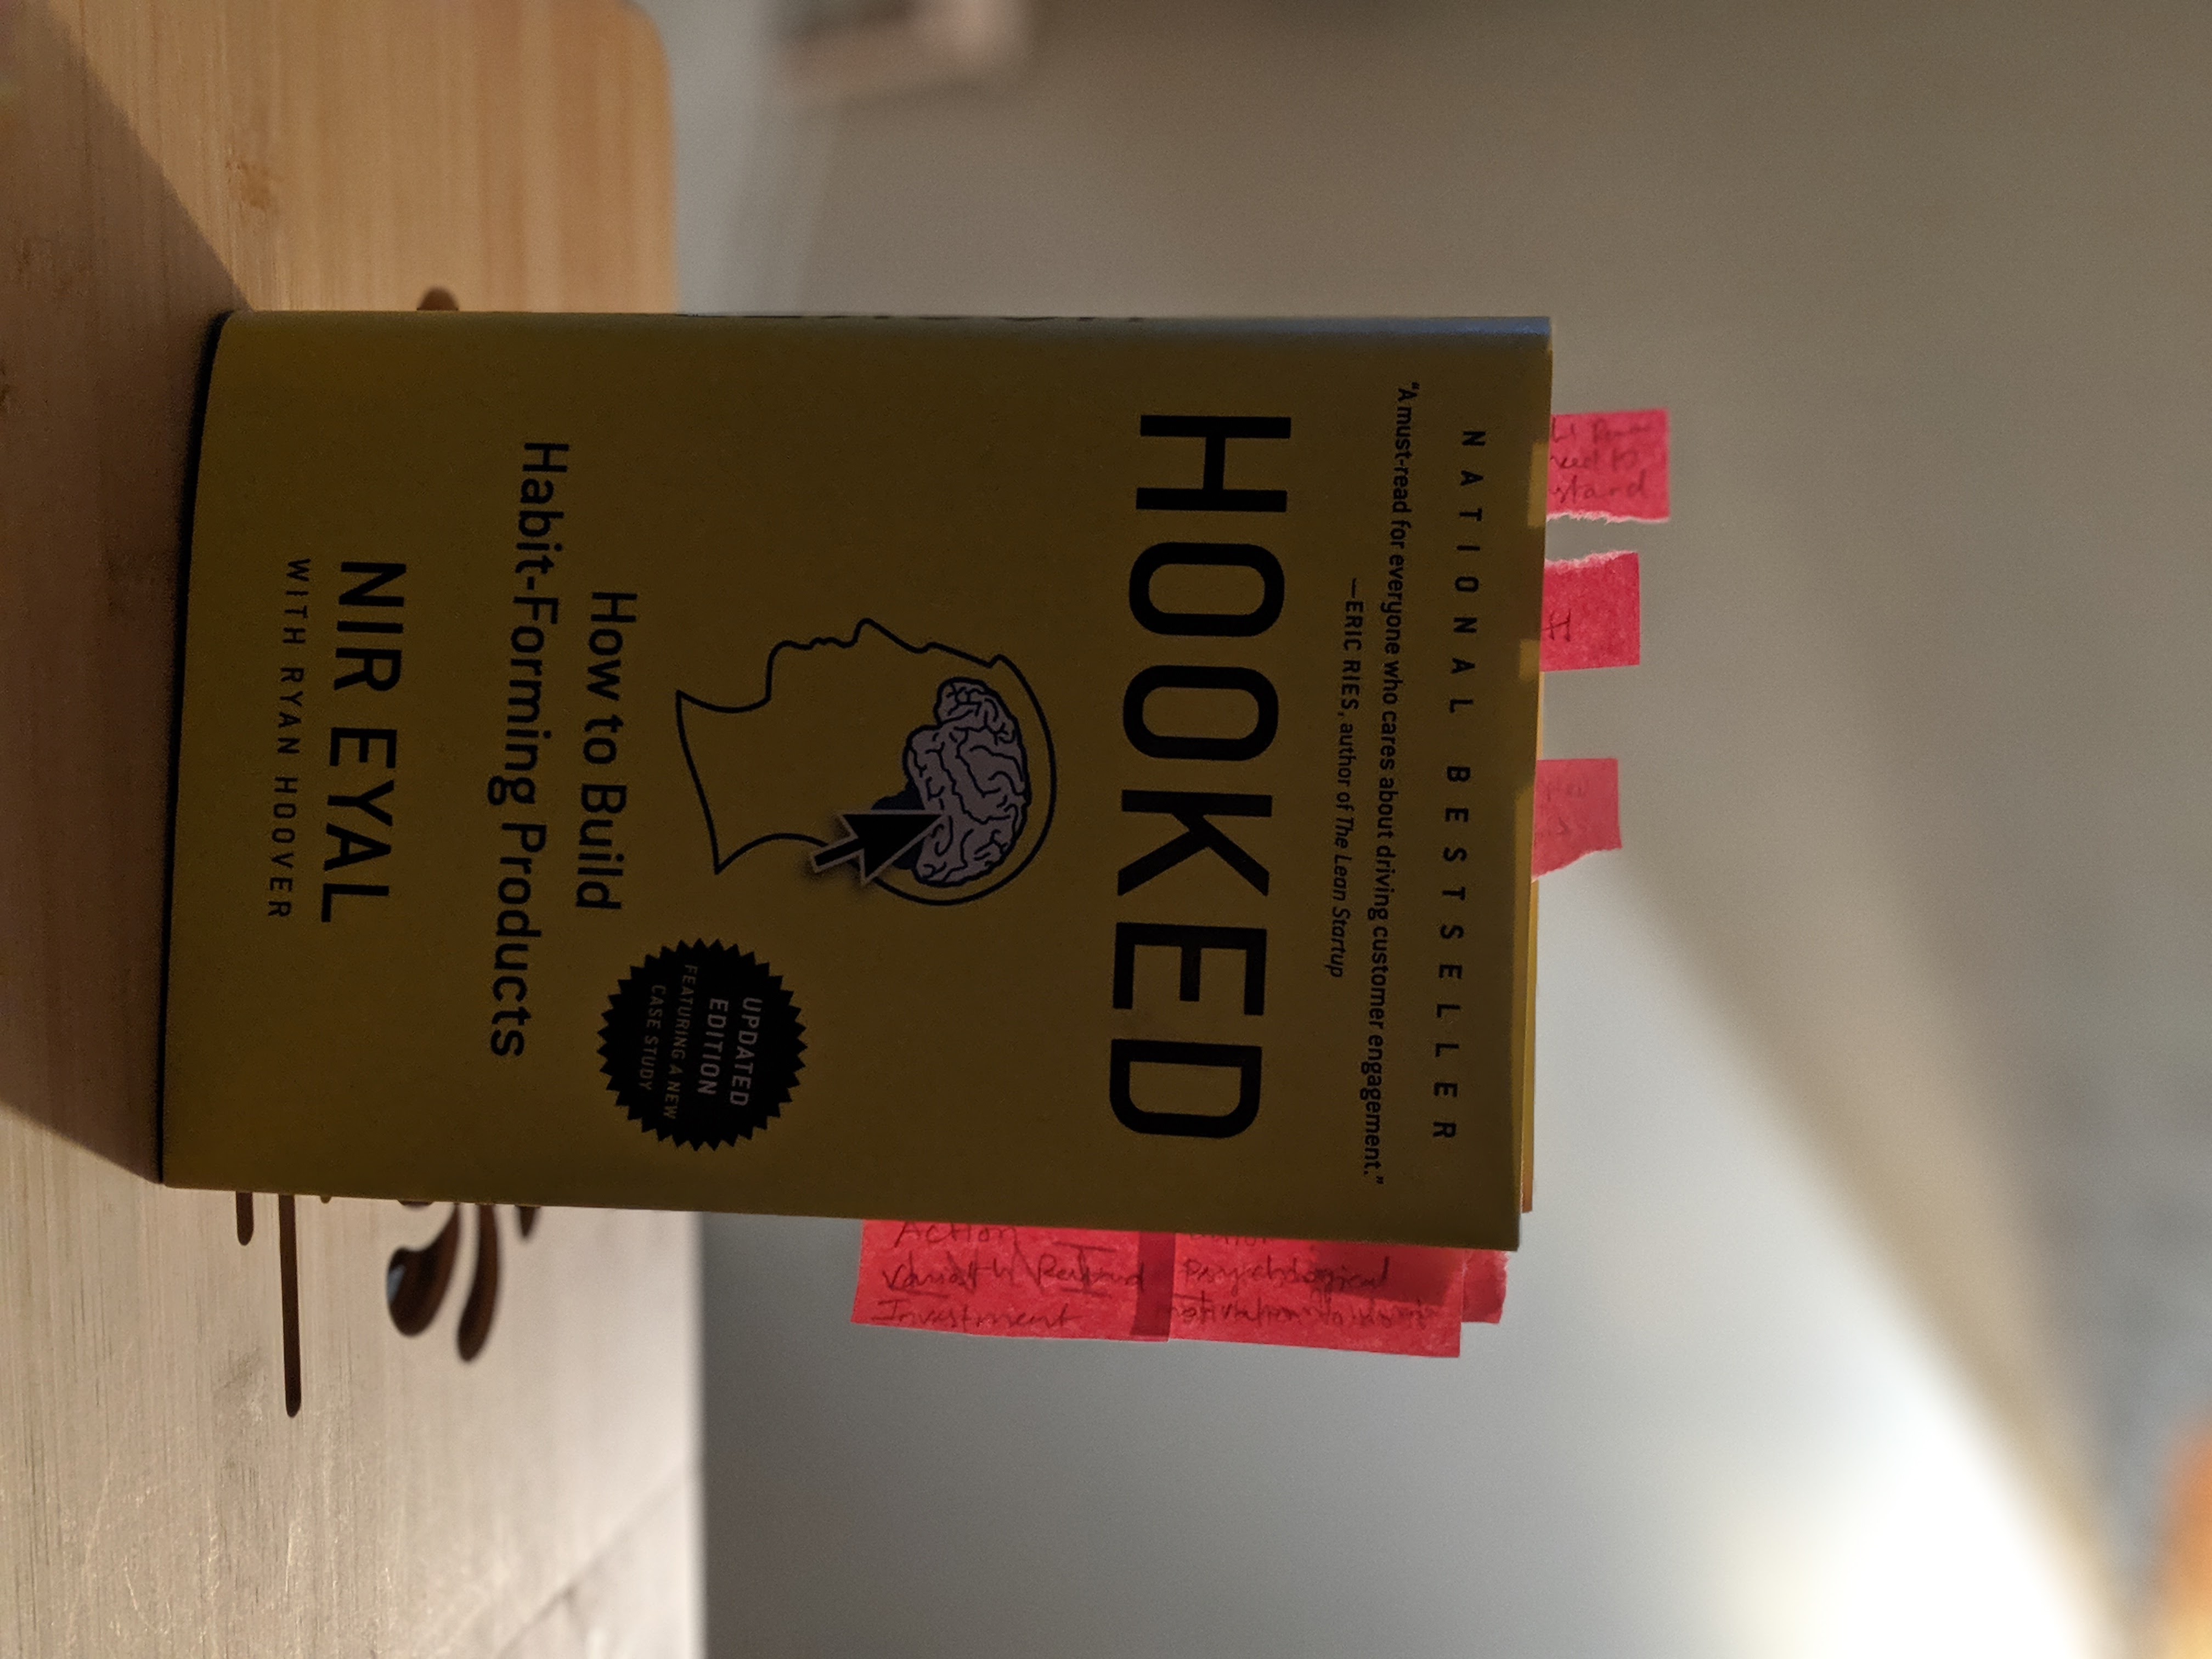 NATIONAL BESTSELLER
“A must-read for everyone who cares about driving customer engagement.”
—ERIC RIES, author of The Lean Startup
HOOKED
How to Build
Habit-Forming Products
UPDATED
EDITION
FEATURING A NEW
CASE STUDY
NIR EYAL
WITH RYAN HOOVER
Action
Investment
Psychological